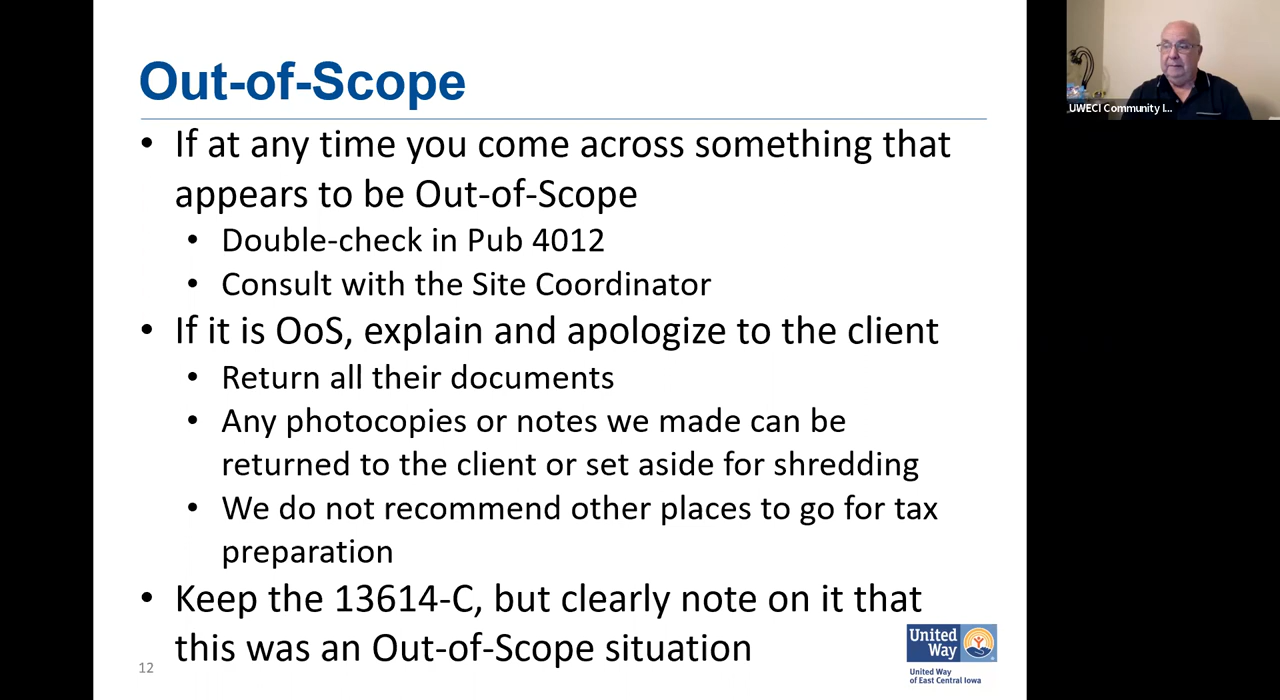 Out-of-Scope
• If at any time you come across something that
appears to be Out-of-Scope
• Double-check in Pub 4012
• Consult with the Site Coordinator
• If it is OoS, explain and apologize to the client
• Return all their documents
• Any photocopies or notes we made can be
returned to the client or set aside for shredding
• We do not recommend other places to go for tax
preparation
• Keep the 13614-C, but clearly note on it that
this was an Out-of-Scope situation
12
United
Way
United Way
of East Central Iowa
UWECI Community I...